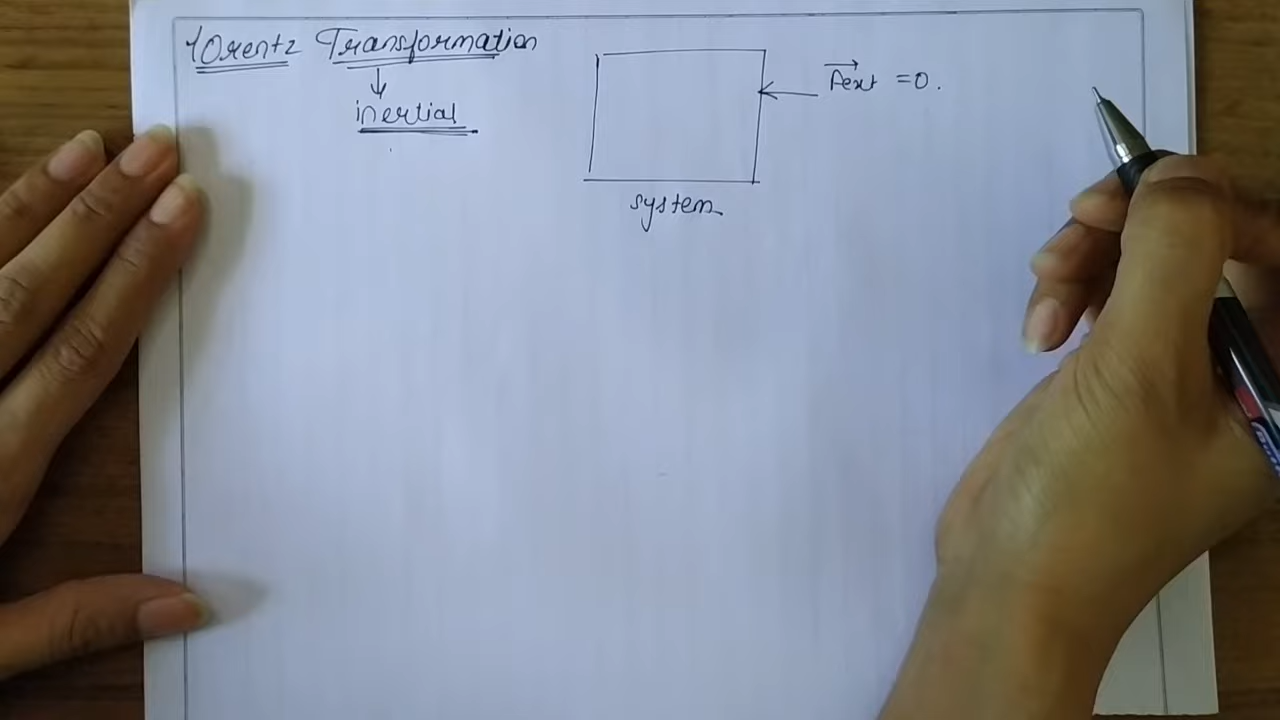 Lorentz Transformation
inertial
Fext = 0.
system